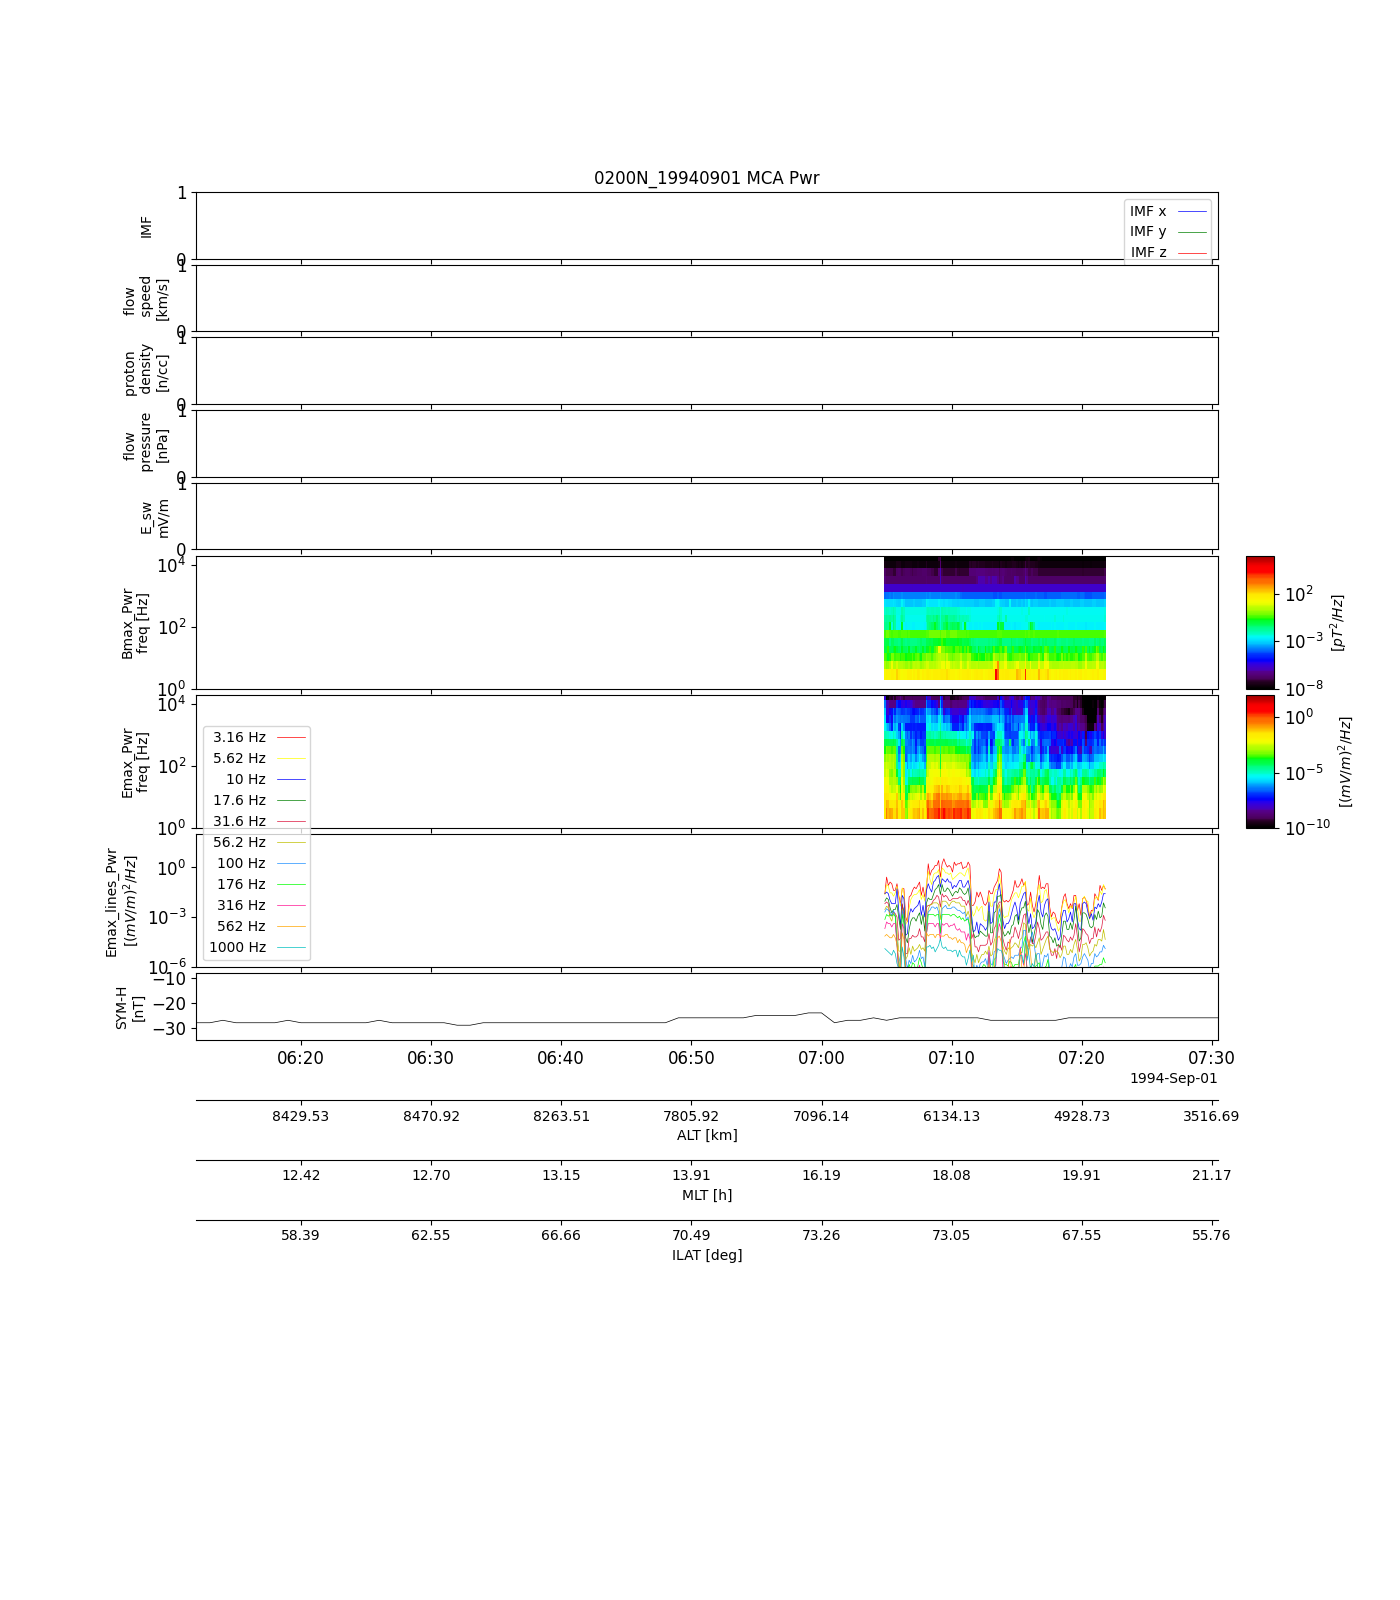 0200N_19940901 MCA Pwr
1
0
IMF
IMF x
IMF y
IMF z
1
0
flow
speed
[km/s]
1
0
proton
density
[n/cc]
1
0
flow
pressure
[nPa]
1
0
E_sw
mV/m
10^4
10^2
10^0
Bmax_Pwr
freq [Hz]
10^2
10^-3
10^-8
[pT^2/Hz]
10^4
10^2
10^0
Emax_Pwr
freq [Hz]
10^0
10^-5
10^-10
[(mV/m)^2/Hz]
3.16 Hz
5.62 Hz
10 Hz
17.6 Hz
31.6 Hz
56.2 Hz
100 Hz
176 Hz
316 Hz
562 Hz
1000 Hz
10^0
10^-3
10^-6
Emax_lines_Pwr
[(mV/m)^2/Hz]
−10
−20
−30
SYM-H
[nT]
06:20 06:30 06:40 06:50 07:00 07:10 07:20 07:30
1994-Sep-01
8429.53 8470.92 8263.51 7805.92 7096.14 6134.13 4928.73 3516.69
ALT [km]
12.42 12.70 13.15 13.91 16.19 18.08 19.91 21.17
MLT [h]
58.39 62.55 66.66 70.49 73.26 73.05 67.55 55.76
ILAT [deg]